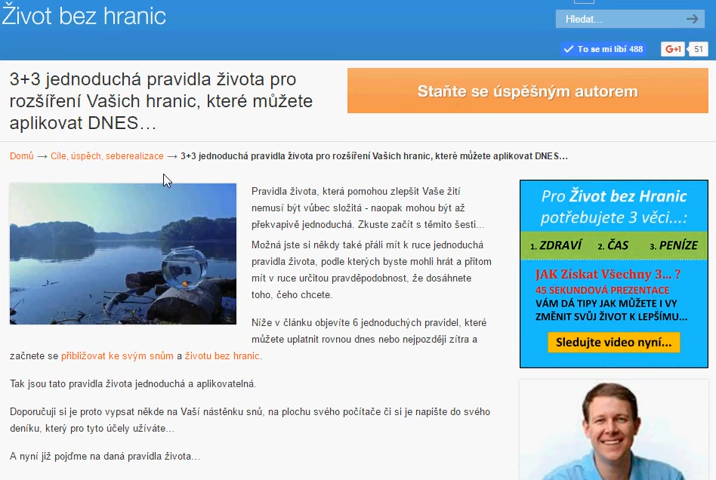 Život bez hranic
Hledat...
To se mi líbí 488
G+1 51
3+3 jednoduchá pravidla života pro
rozšíření Vašich hranic, které můžete
aplikovat DNES…
Staňte se úspěšným autorem
Domů → Cíle, úspěch, seberealizace → 3+3 jednoduchá pravidla života pro rozšíření Vašich hranic, které můžete aplikovat DNES…
Pravidla života, která pomohou zlepšit Vaše žití
nemusí být vůbec složitá - naopak mohou být až
překvapivě jednoduchá. Zkuste začít s těmito šesti…
Možná jste si někdy také přáli mít k ruce jednoduchá
pravidla života, podle kterých byste mohli hrát a přitom
mít v ruce určitou pravděpodobnost, že dosáhnete
toho, čeho chcete.
Níže v článku objevíte 6 jednoduchých pravidel, které
můžete uplatnit rovnou dnes nebo nejpozději zítra a
začnete se přibližovat ke svým snům a životu bez hranic.
Tak jsou tato pravidla života jednoduchá a aplikovatelná.
Doporučuji si je proto vypsat někde na Vaší nástěnku snů, na plochu svého počítače či si je napište do svého
deníku, který pro tyto účely užíváte…
A nyní již pojďme na daná pravidla života…
Pro Život bez Hranic
potřebujete 3 věci...:
1. ZDRAVÍ 2. ČAS 3. PENÍZE
JAK Získat Všechny 3... ?
45 SEKUNDOVÁ PREZENTACE
VÁM DÁ TIPY JAK MŮŽETE I VY
ZMĚNIT SVŮJ ŽIVOT K LEPŠÍMU...
Sledujte video nyní...